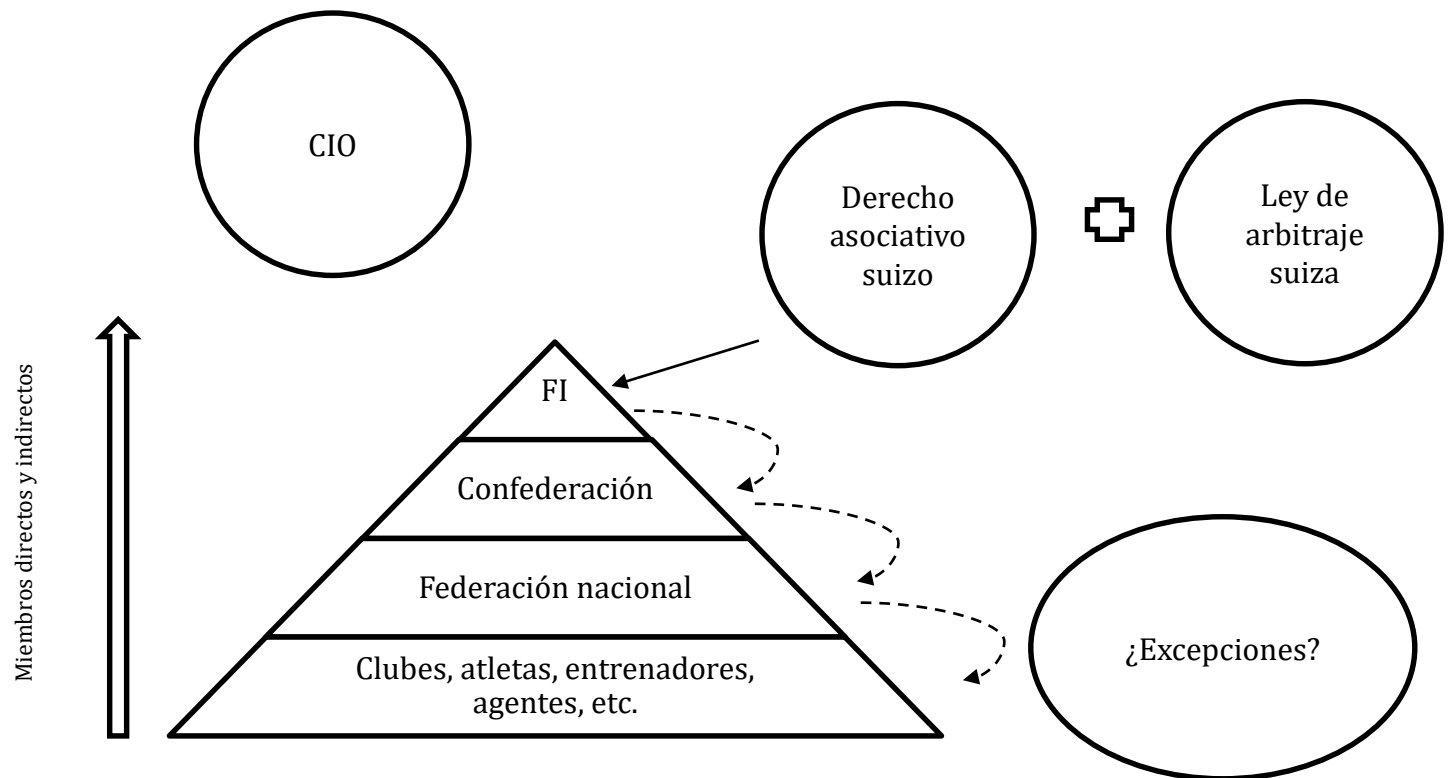 CIO
Derecho
asociativo
suizo
Ley de
arbitraje
suiza
Miembros directos y indirectos
FI
Confederación
Federación nacional
Clubes, atletas, entrenadores,
agentes, etc.
¿Excepciones?